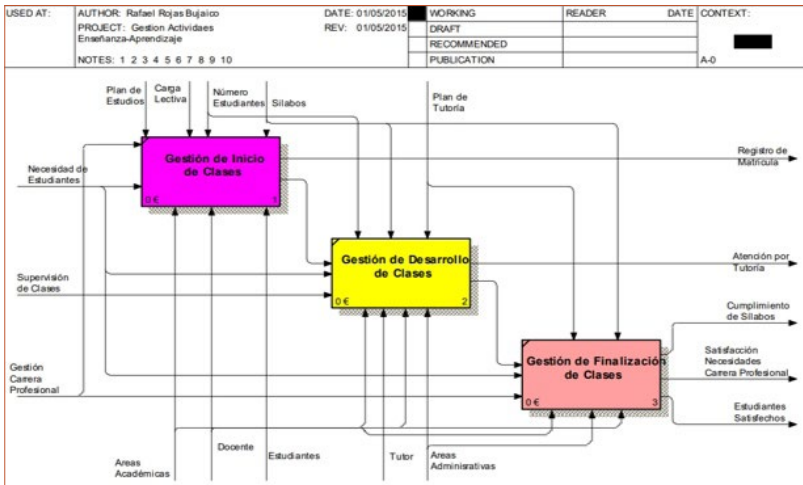 USED AT:
AUTHOR: Rafael Rojas Bujaico
DATE: 01/05/2015
WORKING
READER
DATE
CONTEXT:
PROJECT: Gestion Actividaes
Enseñanza-Aprendizaje
REV: 01/05/2015
DRAFT
RECOMMENDED
NOTES: 1 2 3 4 5 6 7 8 9 10
PUBLICATION
A-0
Plan de
Estudios
Carga
Lectiva
Número
Estudiantes
Sílabos
Plan de
Tutoría
Gestión de Inicio
de Clases
0 €
1
Registro de
Matricula
Necesidad de
Estudiantes
Gestión de Desarrollo
de Clases
0 €
2
Atención por
Tutoría
Supervisión
de Clases
Cumplimiento
de Sílabos
Gestión de Finalización
de Clases
0 €
3
Satisfacción
Necesidades
Carrera Profesional
Gestión
Carrera
Profesional
Estudiantes
Satisfechos
Areas
Académicas
Docente
Estudiantes
Tutor
Areas
Adminisrativas